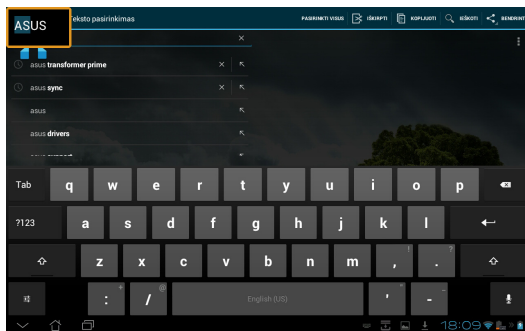 ASUS
Teksto pasirinkimas
PASIRINKTI VISUS IŠKIRPTI KOPIJUOTI IEŠKOTI BENDRINT
asus transformer prime
asus sync
asus
asus drivers
Tab q w e r t y u i o p
?123 a s d f g h j k l
z x c v b n m , ! . ?
: + / @ English (US) ' " - _
18:09